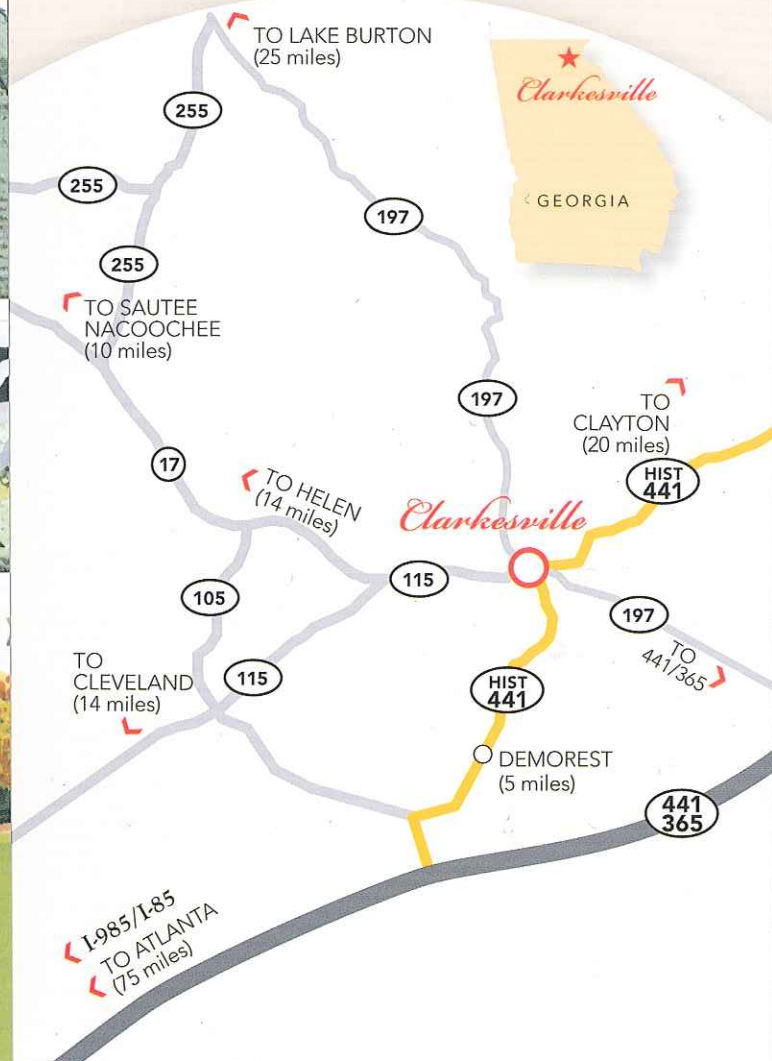 TO LAKE BURTON
(25 miles)
Clarkesville
GEORGIA
255
255
197
255
TO SAUTEE
NACOOCHEE
(10 miles)
197
TO
CLAYTON
(20 miles)
HIST
441
17
TO HELEN
(14 miles)
Clarkesville
115
105
197
TO
441/365
TO
CLEVELAND
(14 miles)
115
HIST
441
DEMOREST
(5 miles)
441
365
I-985/I-85
TO ATLANTA
(75 miles)